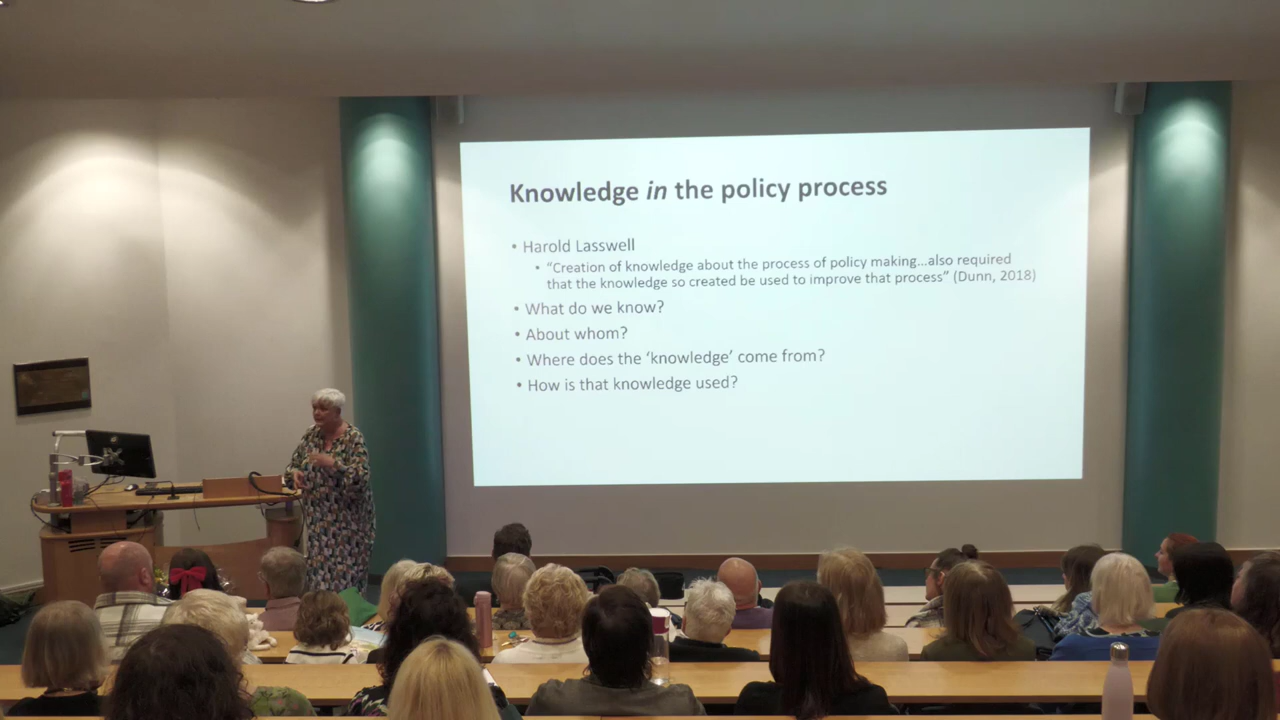 Knowledge in the policy process
• Harold Lasswell
• “Creation of knowledge about the process of policy making...also required
that the knowledge so created be used to improve that process” (Dunn, 2018)
• What do we know?
• About whom?
• Where does the ‘knowledge’ come from?
• How is that knowledge used?